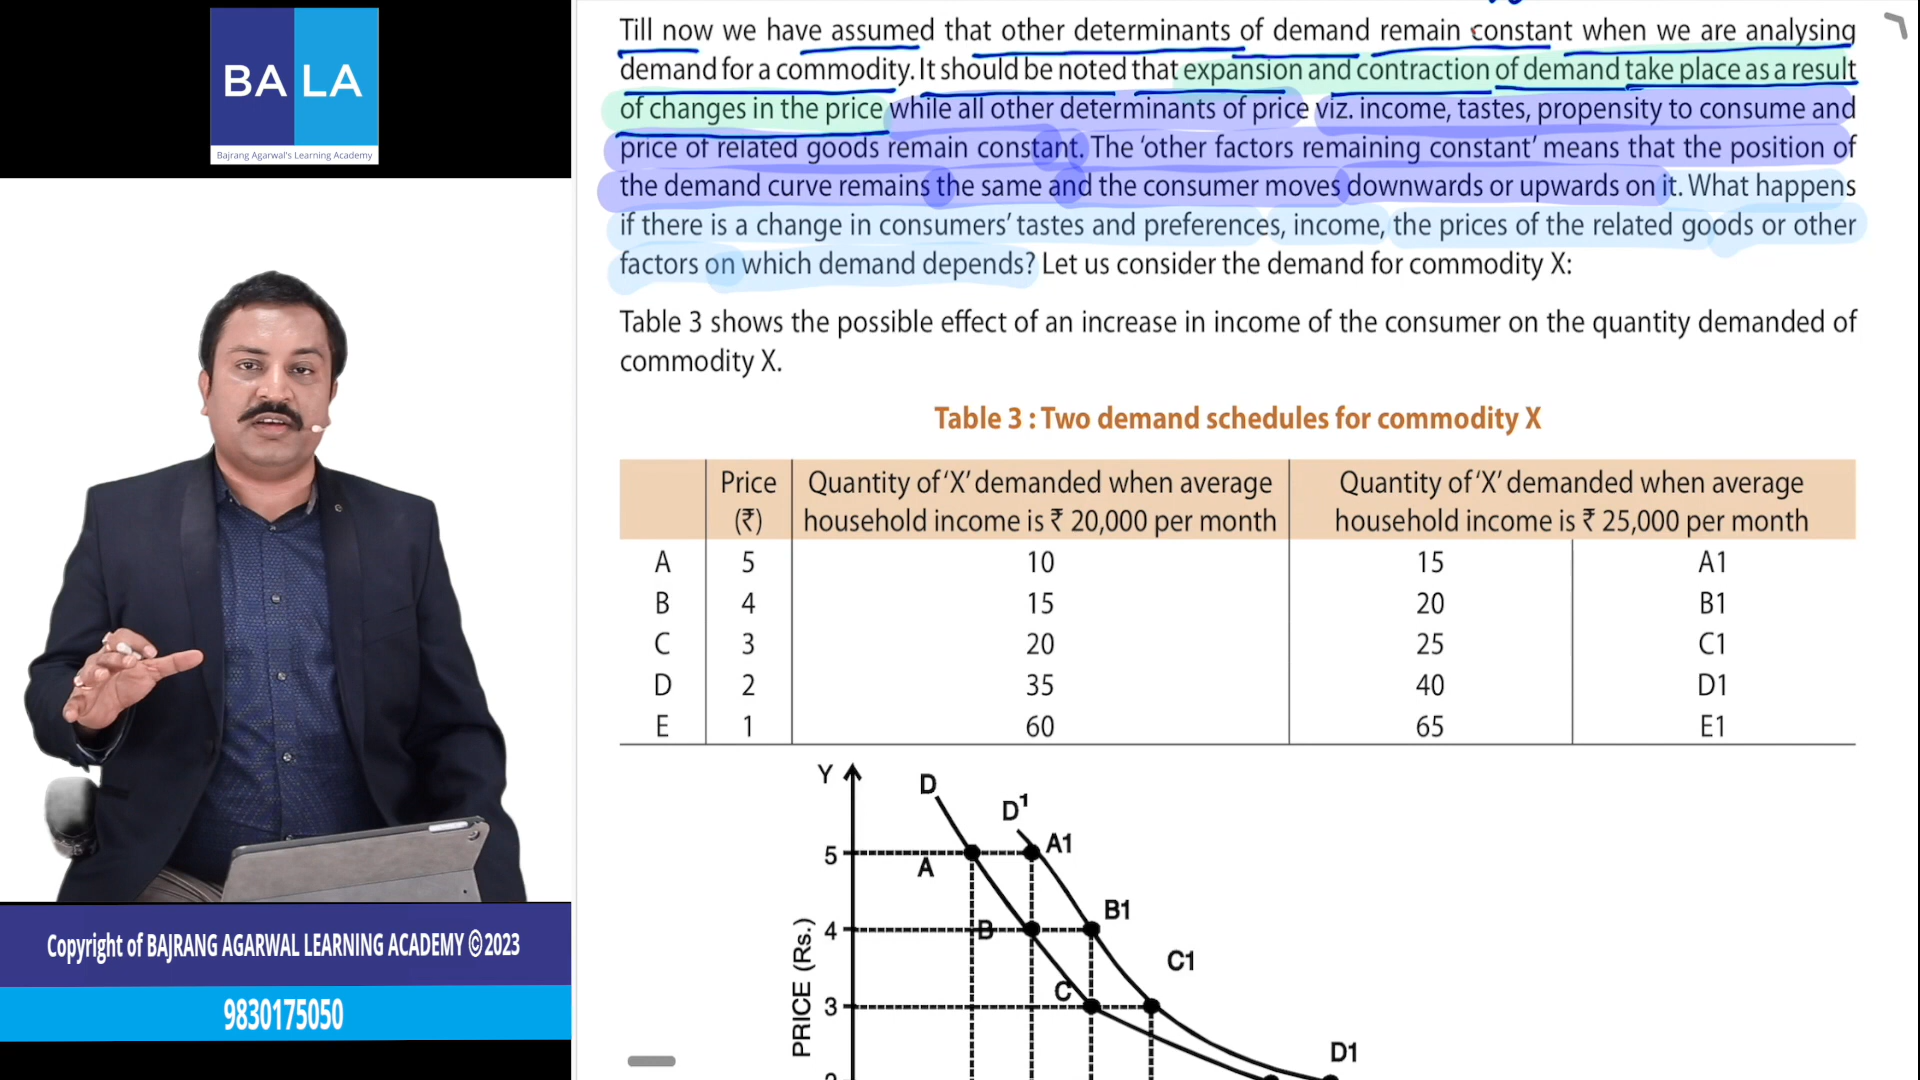 BALA
Bajrang Agarwal's Learning Academy
Copyright of BAJRANG AGARWAL LEARNING ACADEMY ©2023
9830175050
Till now we have assumed that other determinants of demand remain constant when we are analysing
demand for a commodity. It should be noted that expansion and contraction of demand take place as a result
of changes in the price while all other determinants of price viz. income, tastes, propensity to consume and
price of related goods remain constant. The ‘other factors remaining constant’ means that the position of
the demand curve remains the same and the consumer moves downwards or upwards on it. What happens
if there is a change in consumers’ tastes and preferences, income, the prices of the related goods or other
factors on which demand depends? Let us consider the demand for commodity X:
Table 3 shows the possible effect of an increase in income of the consumer on the quantity demanded of
commodity X.
Table 3 : Two demand schedules for commodity X
Price (₹) Quantity of ‘X’ demanded when average household income is ₹ 20,000 per month Quantity of ‘X’ demanded when average household income is ₹ 25,000 per month
A 5 10 15 A1
B 4 15 20 B1
C 3 20 25 C1
D 2 35 40 D1
E 1 60 65 E1
Y
D
D¹
5
A
A1
4
B
B1
3
C
C1
D1
PRICE (Rs.)